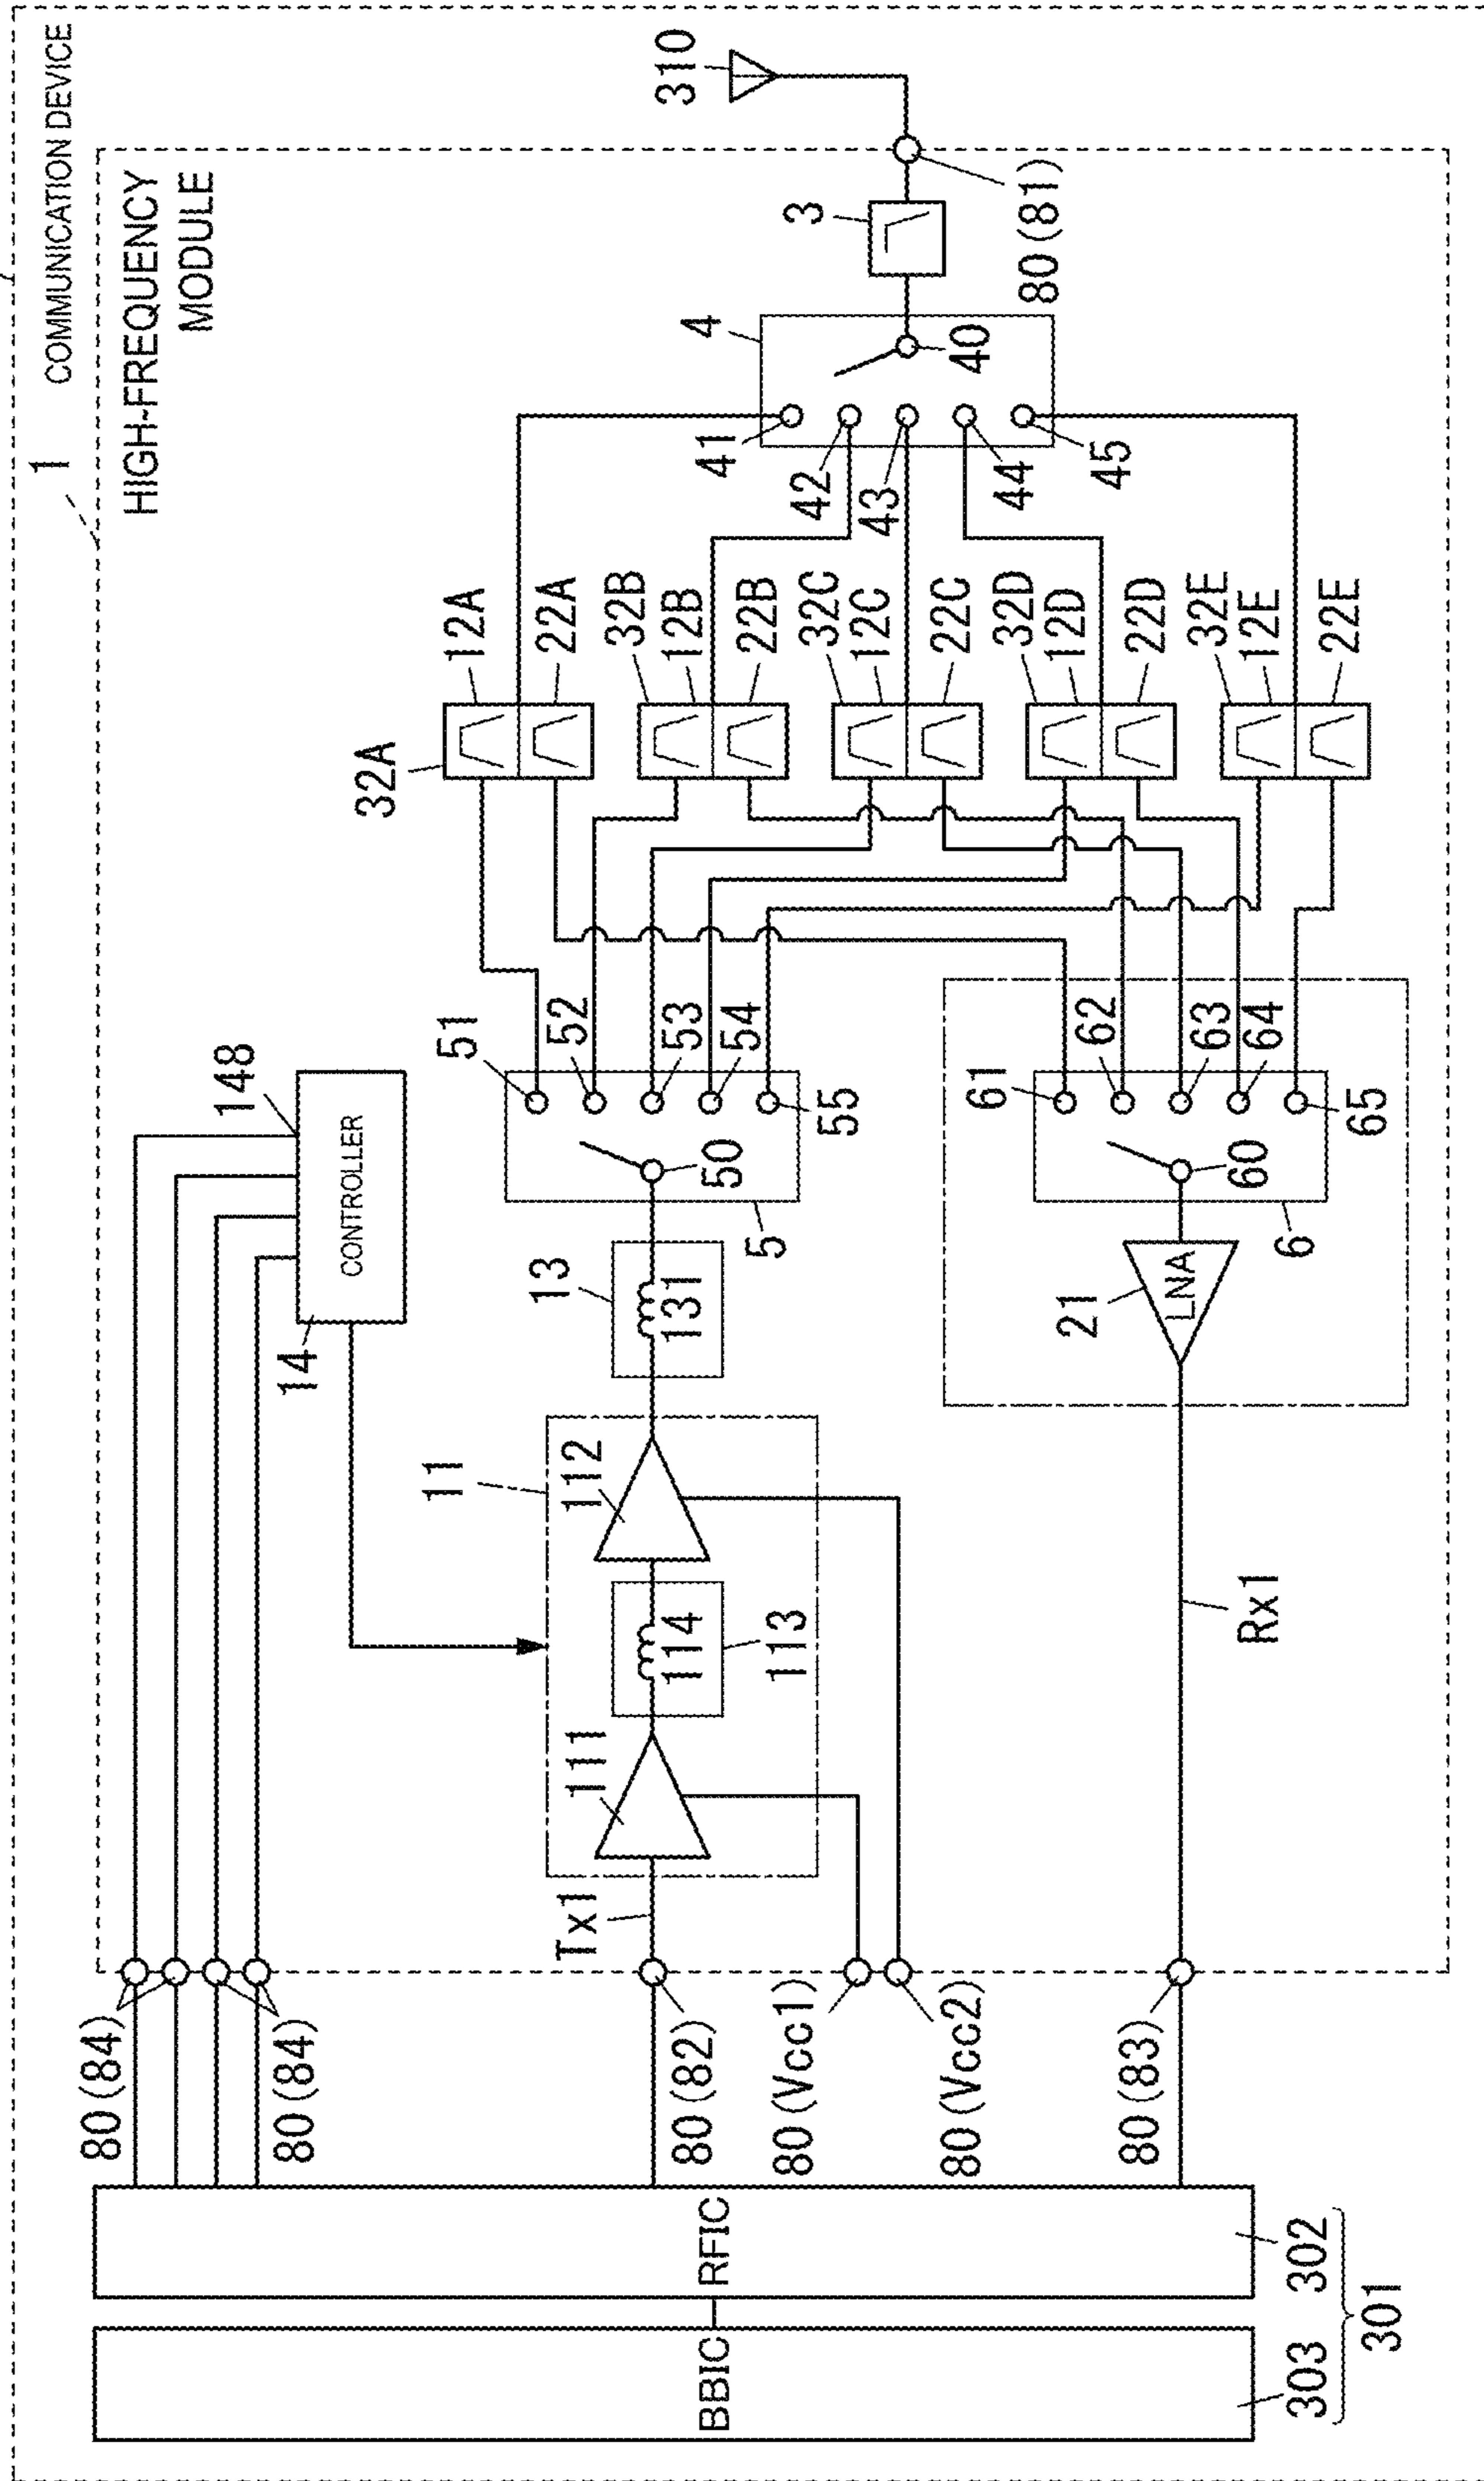 COMMUNICATION DEVICE
1
HIGH-FREQUENCY
MODULE
310
3
80(81)
4
40
41
42
43
44
45
12A
22A
32A
32B
12B
22B
32C
12C
22C
32D
12D
22D
32E
12E
22E
148
CONTROLLER
14
51
52
53
54
55
50
5
61
62
63
64
65
60
6
13
131
21
LNA
11
112
114
113
111
Tx1
Rx1
80(84)
80(84)
80(82)
80(Vcc1)
80(Vcc2)
80(83)
RFIC
302
BBIC
303
301